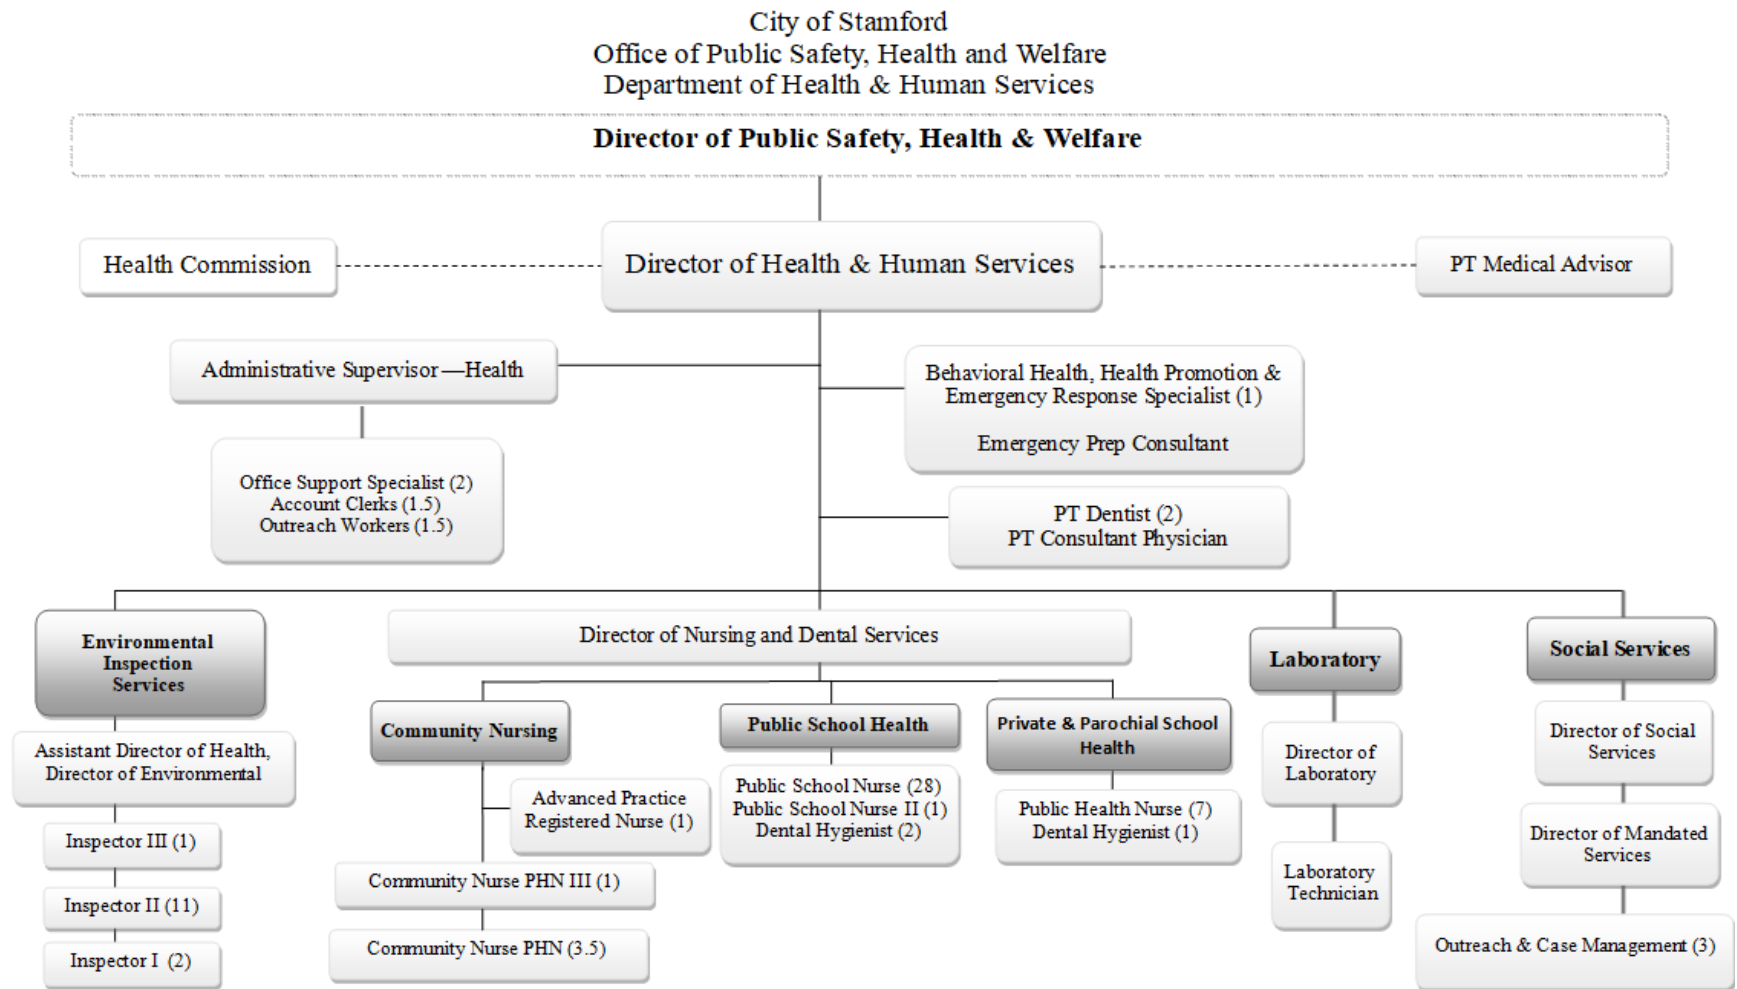 City of Stamford
Office of Public Safety, Health and Welfare
Department of Health & Human Services
Director of Public Safety, Health & Welfare
Health Commission
Director of Health & Human Services
PT Medical Advisor
Administrative Supervisor—Health
Behavioral Health, Health Promotion &
Emergency Response Specialist (1)
Emergency Prep Consultant
Office Support Specialist (2)
Account Clerks (1.5)
Outreach Workers (1.5)
PT Dentist (2)
PT Consultant Physician
Environmental
Inspection
Services
Assistant Director of Health,
Director of Environmental
Inspector III (1)
Inspector II (11)
Inspector I (2)
Director of Nursing and Dental Services
Community Nursing
Advanced Practice
Registered Nurse (1)
Community Nurse PHN III (1)
Community Nurse PHN (3.5)
Public School Health
Public School Nurse (28)
Public School Nurse II (1)
Dental Hygienist (2)
Private & Parochial School
Health
Public Health Nurse (7)
Dental Hygienist (1)
Laboratory
Director of
Laboratory
Laboratory
Technician
Social Services
Director of Social
Services
Director of Mandated
Services
Outreach & Case Management (3)